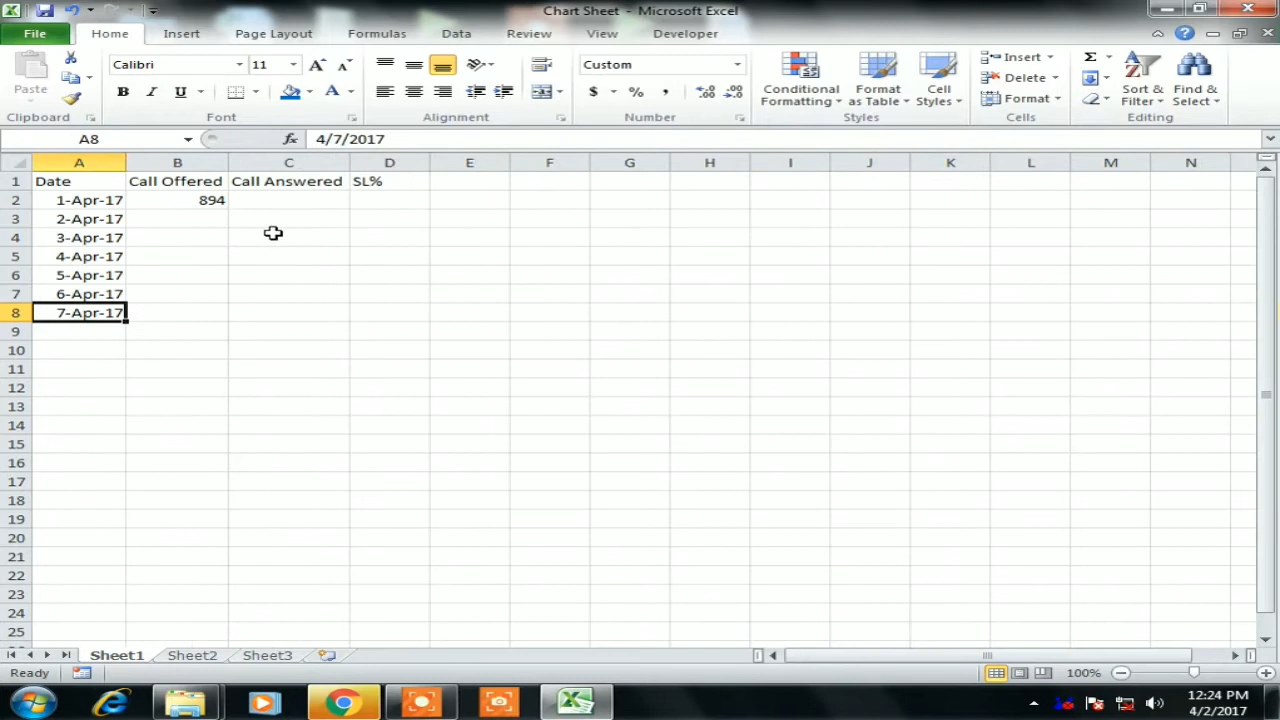 Chart Sheet - Microsoft Excel
File Home Insert Page Layout Formulas Data Review View Developer
Paste
Clipboard
Calibri 11
B I U
Font
Alignment
Custom
$ % ,
Number
Conditional Formatting
Format as Table
Cell Styles
Styles
Insert
Delete
Format
Cells
Sort & Filter
Find & Select
Editing
A8 fx 4/7/2017
A B C D E F G H I J K L M N
1 Date Call Offered Call Answered SL%
2 1-Apr-17 894
3 2-Apr-17
4 3-Apr-17
5 4-Apr-17
6 5-Apr-17
7 6-Apr-17
8 7-Apr-17
9
10
11
12
13
14
15
16
17
18
19
20
21
22
23
24
25
Sheet1 Sheet2 Sheet3
Ready 100%
12:24 PM
4/2/2017